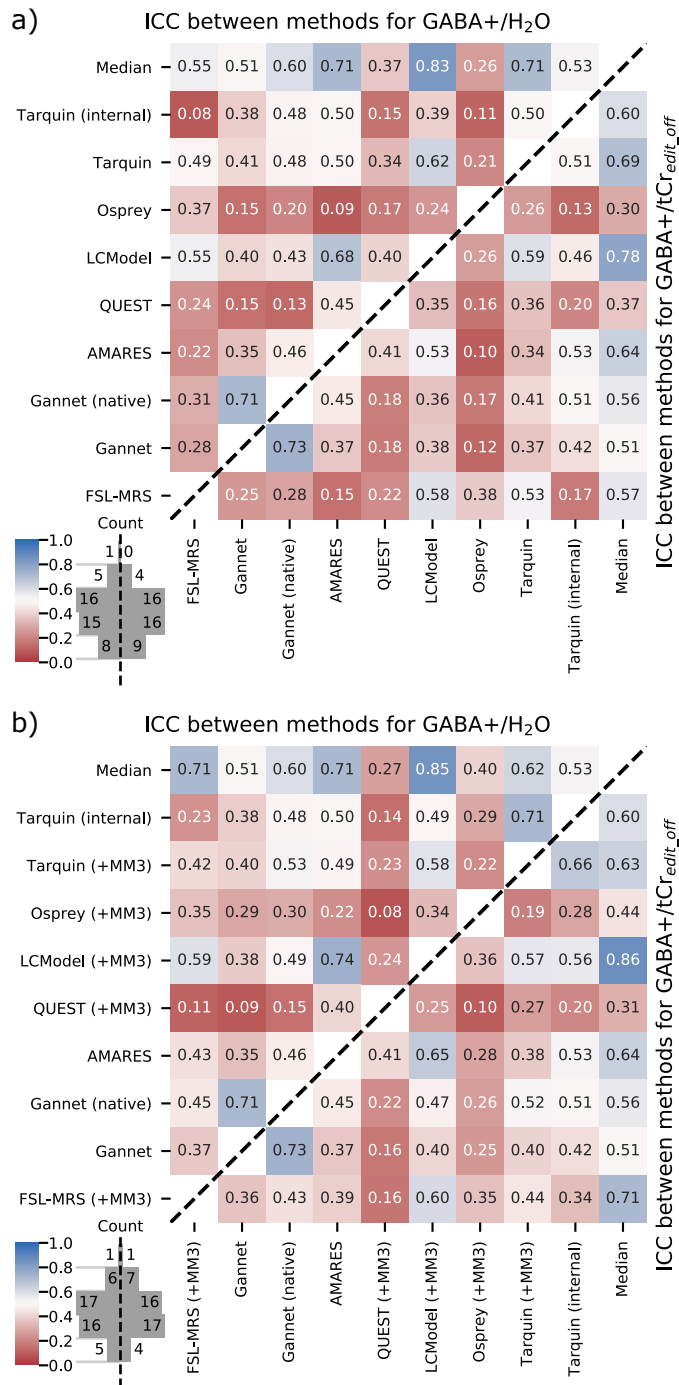 a)
ICC between methods for GABA+/H₂O
Median 0.55 0.51 0.60 0.71 0.37 0.83 0.26 0.71 0.53
Tarquin (internal) 0.08 0.38 0.48 0.50 0.15 0.39 0.11 0.50 0.60
Tarquin 0.49 0.41 0.48 0.50 0.34 0.62 0.21 0.51 0.69
Osprey 0.37 0.15 0.20 0.09 0.17 0.24 0.26 0.13 0.30
LCModel 0.55 0.40 0.43 0.68 0.40 0.26 0.59 0.46 0.78
QUEST 0.24 0.15 0.13 0.45 0.35 0.16 0.36 0.20 0.37
AMARES 0.22 0.35 0.46 0.41 0.53 0.10 0.34 0.53 0.64
Gannet (native) 0.31 0.71 0.45 0.18 0.36 0.17 0.41 0.51 0.56
Gannet 0.28 0.73 0.37 0.18 0.38 0.12 0.37 0.42 0.51
FSL-MRS 0.25 0.28 0.15 0.22 0.58 0.38 0.53 0.17 0.57
ICC between methods for GABA+/tCr_edit_off
FSL-MRS
Gannet
Gannet (native)
AMARES
QUEST
LCModel
Osprey
Tarquin
Tarquin (internal)
Median
Count
1.0
0.8
0.6
0.4
0.2
0.0
1 0
5 4
16 16
15 16
8 9
b)
ICC between methods for GABA+/H₂O
Median 0.71 0.51 0.60 0.71 0.27 0.85 0.40 0.62 0.53
Tarquin (internal) 0.23 0.38 0.48 0.50 0.14 0.49 0.29 0.71 0.60
Tarquin (+MM3) 0.42 0.40 0.53 0.49 0.23 0.58 0.22 0.66 0.63
Osprey (+MM3) 0.35 0.29 0.30 0.22 0.08 0.34 0.19 0.28 0.44
LCModel (+MM3) 0.59 0.38 0.49 0.74 0.24 0.36 0.57 0.56 0.86
QUEST (+MM3) 0.11 0.09 0.15 0.40 0.25 0.10 0.27 0.20 0.31
AMARES 0.43 0.35 0.46 0.41 0.65 0.28 0.38 0.53 0.64
Gannet (native) 0.45 0.71 0.45 0.22 0.47 0.26 0.52 0.51 0.56
Gannet 0.37 0.73 0.37 0.16 0.40 0.25 0.40 0.42 0.51
FSL-MRS (+MM3) 0.36 0.43 0.39 0.16 0.60 0.35 0.44 0.34 0.71
ICC between methods for GABA+/tCr_edit_off
FSL-MRS (+MM3)
Gannet
Gannet (native)
AMARES
QUEST (+MM3)
LCModel (+MM3)
Osprey (+MM3)
Tarquin (+MM3)
Tarquin (internal)
Median
Count
1.0
0.8
0.6
0.4
0.2
0.0
1 1
6 7
17 16
16 17
5 4